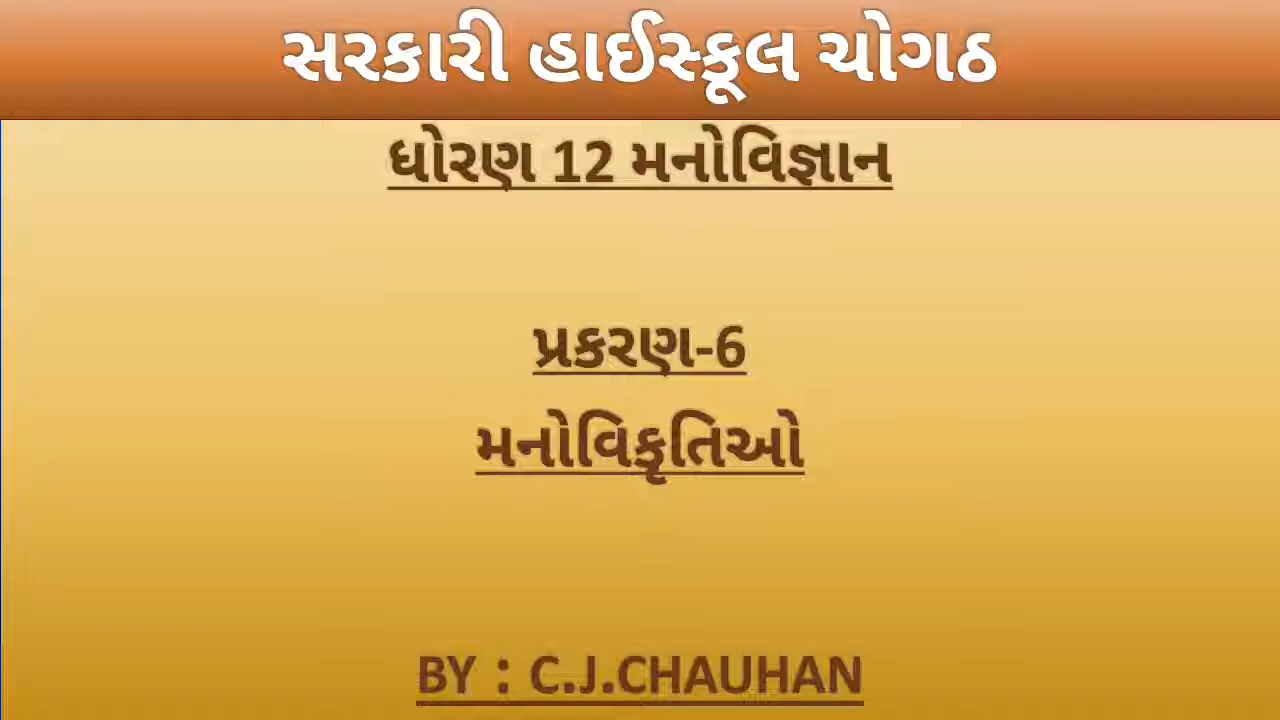 સરકારી હાઈસ્કૂલ ચોગઠ
ધોરણ 12 મનોવિજ્ઞાન
પ્રકરણ-6
મનોવિકૃતિઓ
BY : C.J.CHAUHAN